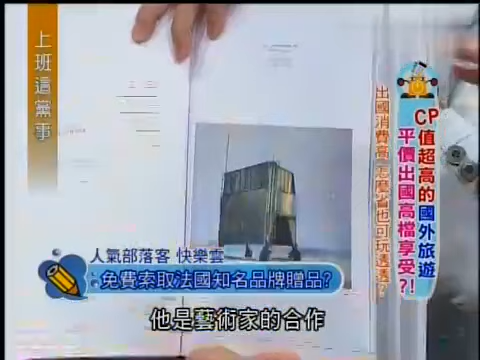 上班這黨事
CP值超高的國外旅遊
平價出國高檔享受?!
出國消費高 怎麼省也可玩透透?
人氣部落客 快樂雲
免費索取法國知名品牌贈品?
他是藝術家的合作